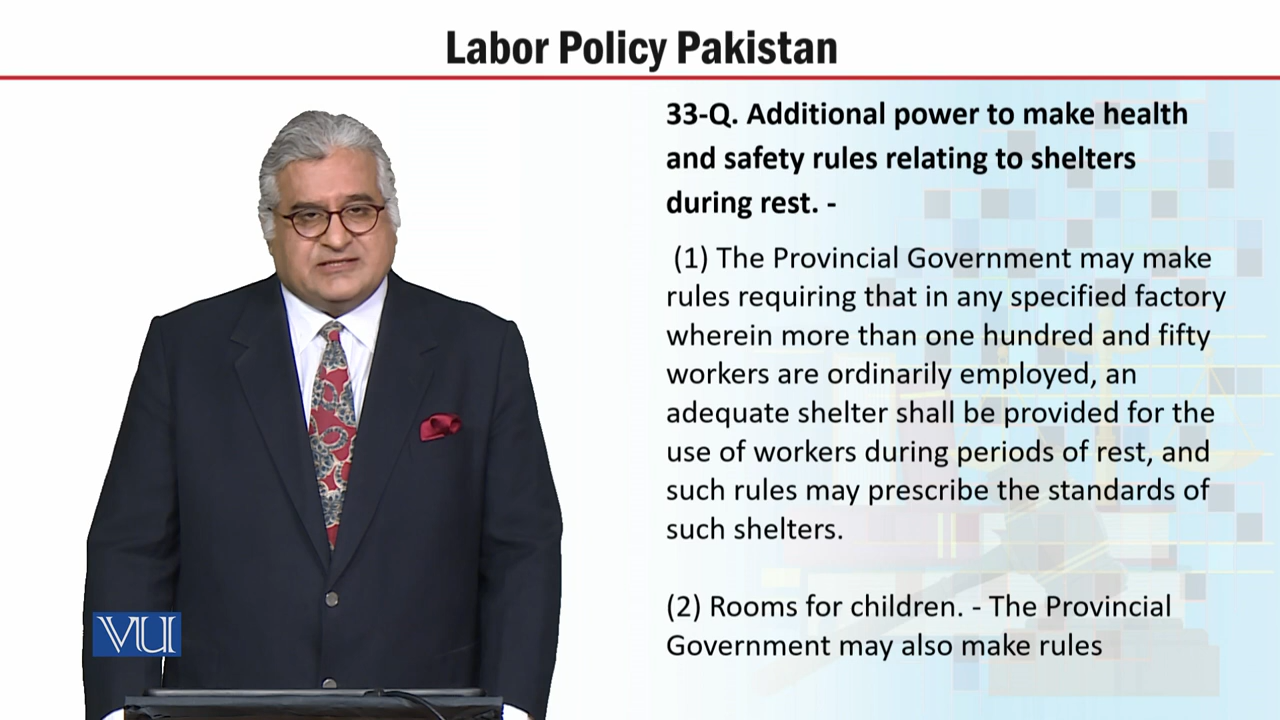 Labor Policy Pakistan
33-Q. Additional power to make health
and safety rules relating to shelters
during rest. -
(1) The Provincial Government may make
rules requiring that in any specified factory
wherein more than one hundred and fifty
workers are ordinarily employed, an
adequate shelter shall be provided for the
use of workers during periods of rest, and
such rules may prescribe the standards of
such shelters.
(2) Rooms for children. - The Provincial
Government may also make rules
VU